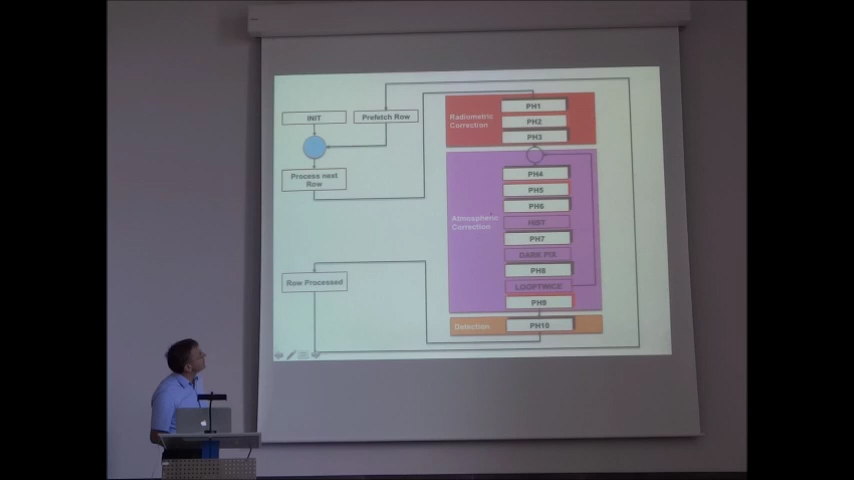 INIT
Prefetch Row
Process next
Row
Row Processed
Radiometric
Correction
PH1
PH2
PH3
Atmospheric
Correction
PH4
PH5
PH6
HIST
PH7
DARK PIX
PH8
LOOPTWICE
PH9
Detection
PH10